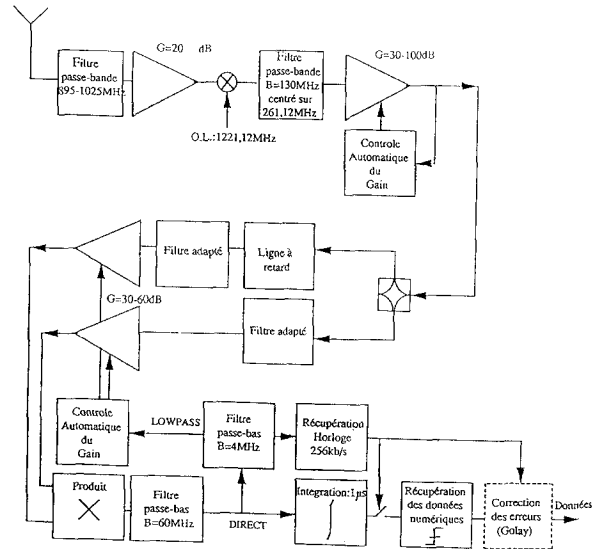 Filtre
passe-bande
895-1025MHz
G=20 dB
O.L.:1221,12MHz
Filtre
passe-bande
B=130MHz
centré sur
261,12MHz
G=30-100dB
Controle
Automatique
du
Gain
Filtre adapté
Ligne à
retard
G=30-60dB
Filtre adapté
Controle
Automatique
du
Gain
LOWPASS
Filtre
passe-bas
B=4MHz
Récupération
Horloge
256kb/s
Produit
Filtre
passe-bas
B=60MHz
DIRECT
Integration:1µs
Récupération
des données
numériques
Correction
des erreurs
(Golay)
Données